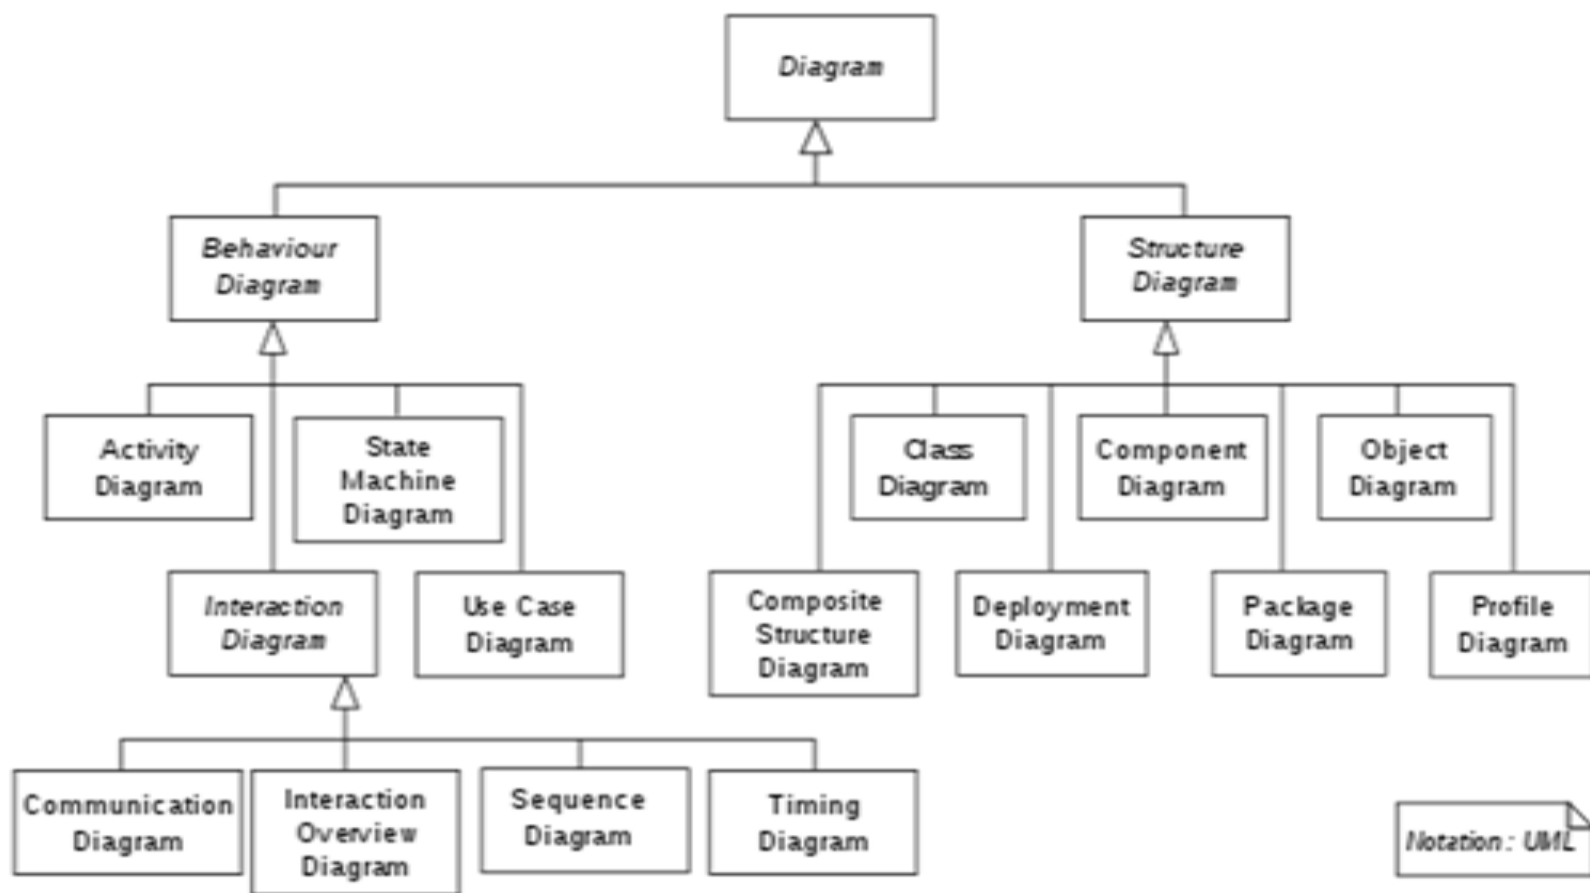 Diagram
Behaviour
Diagram
Structure
Diagram
Activity
Diagram
State
Machine
Diagram
Class
Diagram
Component
Diagram
Object
Diagram
Interaction
Diagram
Use Case
Diagram
Composite
Structure
Diagram
Deployment
Diagram
Package
Diagram
Profile
Diagram
Communication
Diagram
Interaction
Overview
Diagram
Sequence
Diagram
Timing
Diagram
Notation: UML